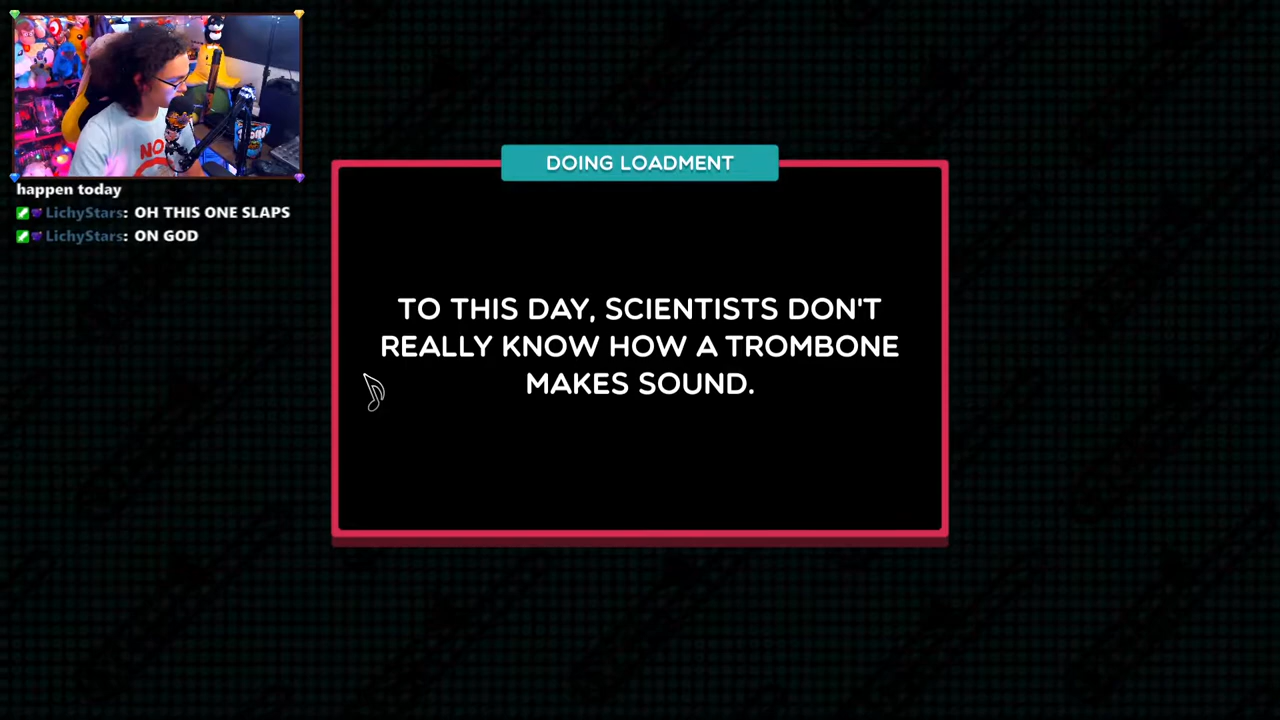 happen today
LichyStars: OH THIS ONE SLAPS
LichyStars: ON GOD
DOING LOADMENT
TO THIS DAY, SCIENTISTS DON'T
REALLY KNOW HOW A TROMBONE
MAKES SOUND.
NO